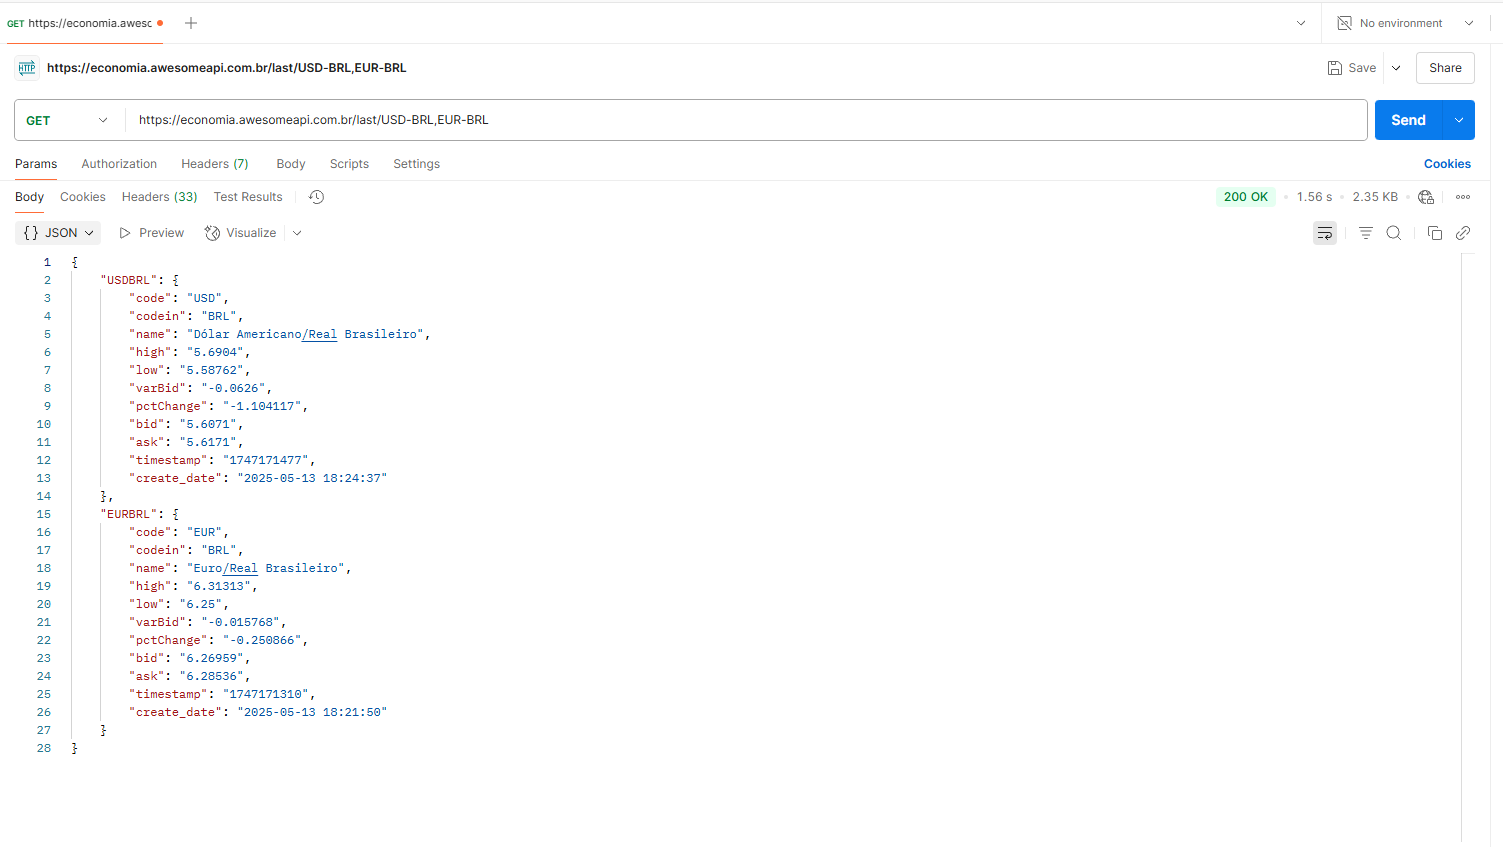 GET https://economia.awesc
No environment
HTTP https://economia.awesomeapi.com.br/last/USD-BRL,EUR-BRL
Save
Share
GET
https://economia.awesomeapi.com.br/last/USD-BRL,EUR-BRL
Send
Params Authorization Headers (7) Body Scripts Settings
Cookies
Body Cookies Headers (33) Test Results
200 OK • 1.56 s • 2.35 KB •
{} JSON Preview Visualize
1 {
2 "USDBRL": {
3 "code": "USD",
4 "codein": "BRL",
5 "name": "Dólar Americano/Real Brasileiro",
6 "high": "5.6904",
7 "low": "5.58762",
8 "varBid": "-0.0626",
9 "pctChange": "-1.104117",
10 "bid": "5.6071",
11 "ask": "5.6171",
12 "timestamp": "1747171477",
13 "create_date": "2025-05-13 18:24:37"
14 },
15 "EURBRL": {
16 "code": "EUR",
17 "codein": "BRL",
18 "name": "Euro/Real Brasileiro",
19 "high": "6.31313",
20 "low": "6.25",
21 "varBid": "-0.015768",
22 "pctChange": "-0.250866",
23 "bid": "6.26959",
24 "ask": "6.28536",
25 "timestamp": "1747171310",
26 "create_date": "2025-05-13 18:21:50"
27 }
28 }